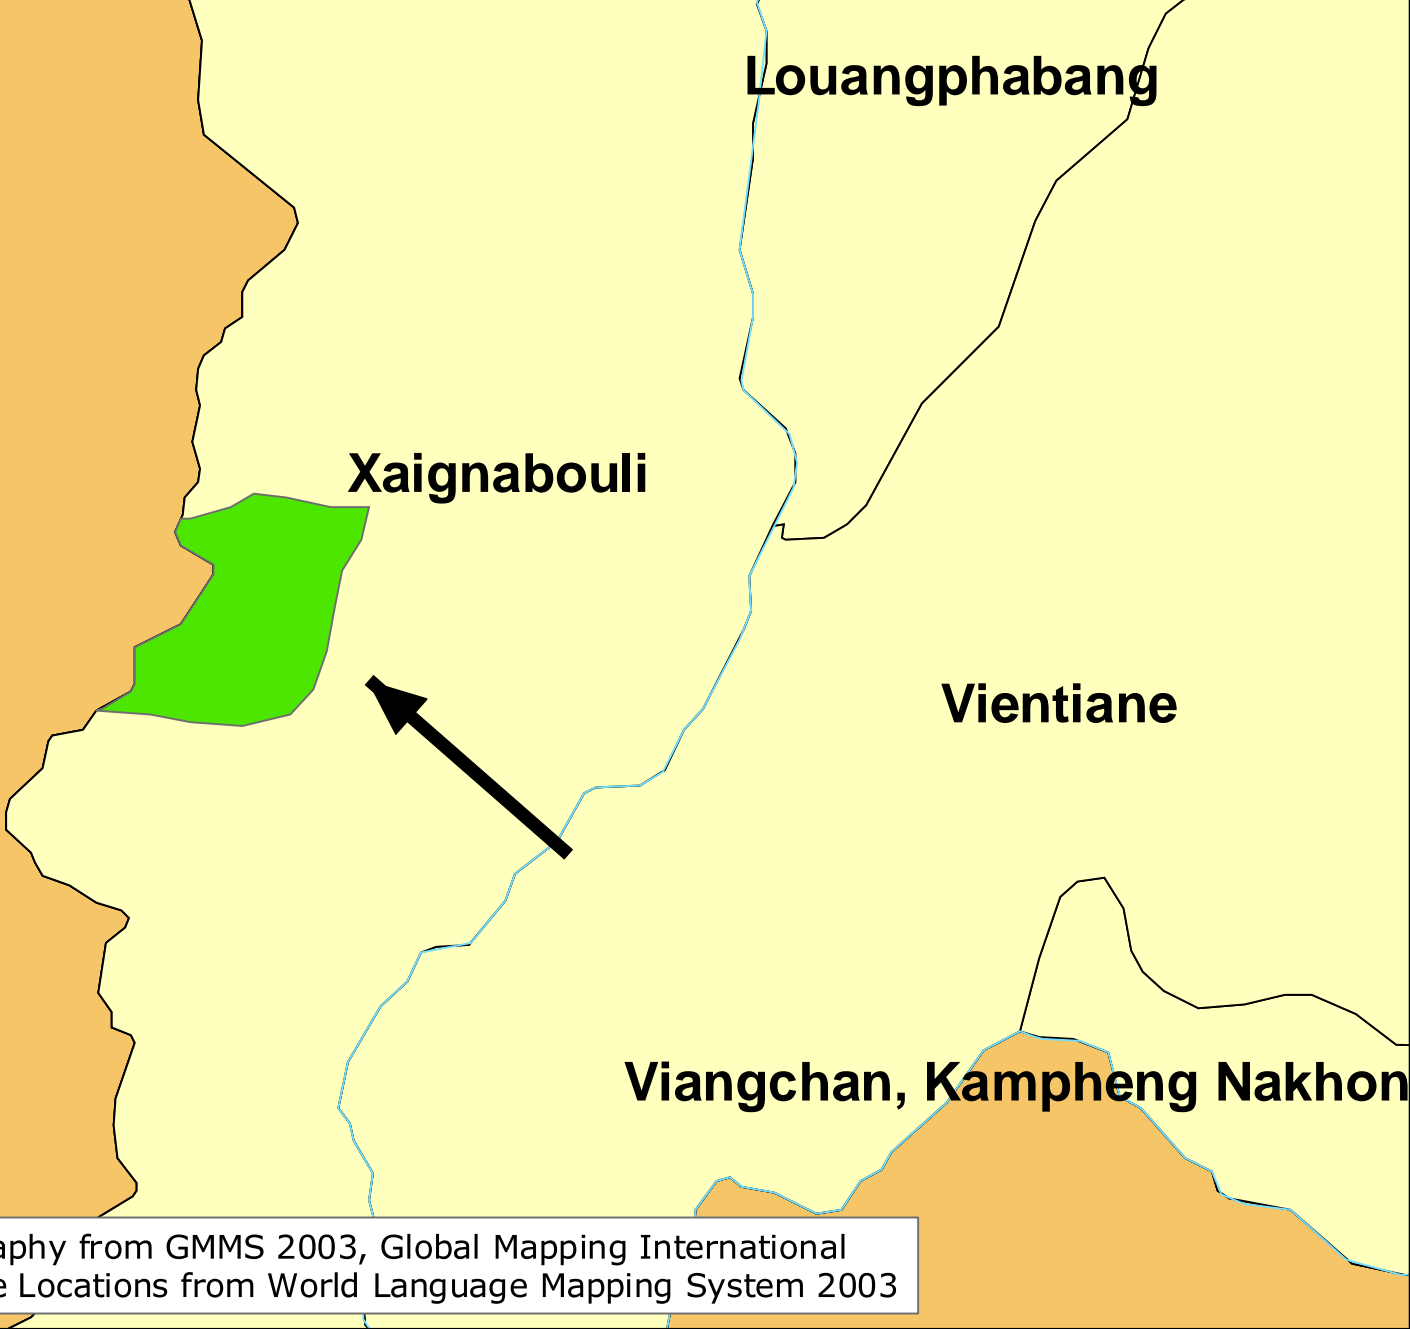 Louangphabang
Xaignabouli
Vientiane
Viangchan, Kampheng Nakhon
from GMMS 2003, Global Mapping International
Locations from World Language Mapping System 2003